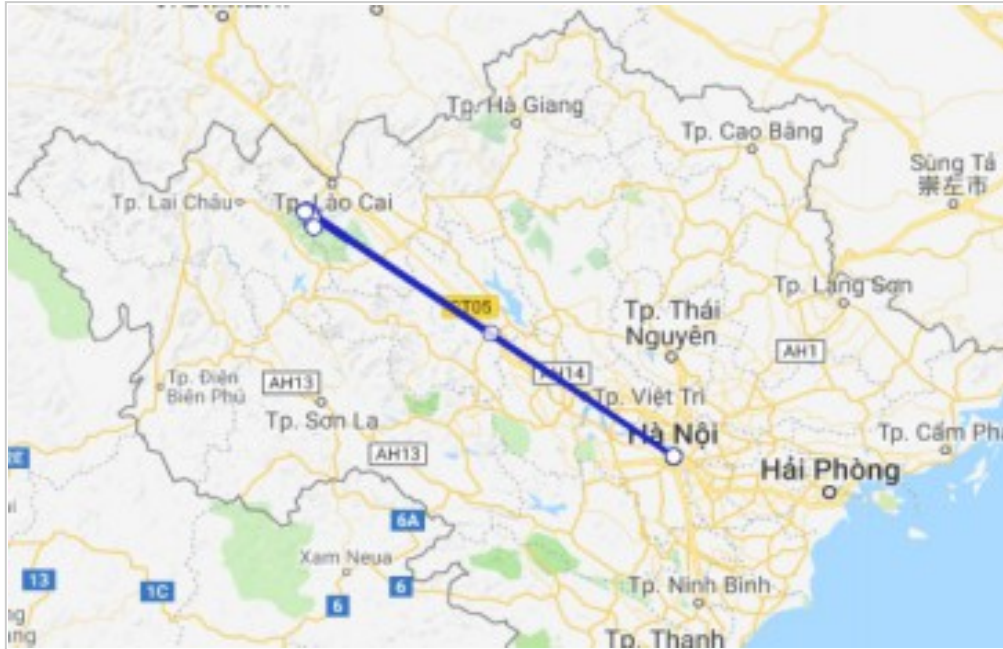 Tp. Hà Giang
Tp. Cao Bằng
Sùng Tả
崇左市
Tp. Lai Châu
Tp. Lào Cai
Tp. Lạng Sơn
CT05
Tp. Thái
Nguyên
AH1
AH14
Tp. Điện
Biên Phủ
AH13
Tp. Việt Trì
Tp. Sơn La
Hà Nội
Tp. Cẩm Phả
AH13
Hải Phòng
6A
Xam Neua
13
1C
6
6
Tp. Ninh Bình
Tp. Thanh